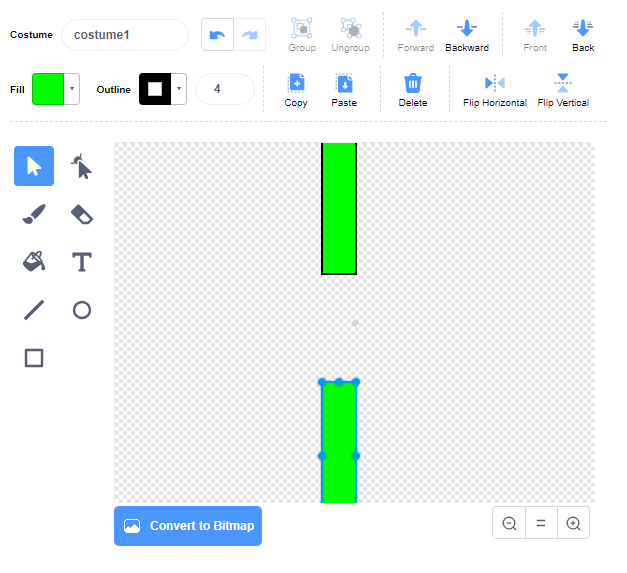 Costume costume1 Group Ungroup Forward Backward Front Back
Fill Outline 4 Copy Paste Delete Flip Horizontal Flip Vertical
T
Convert to Bitmap